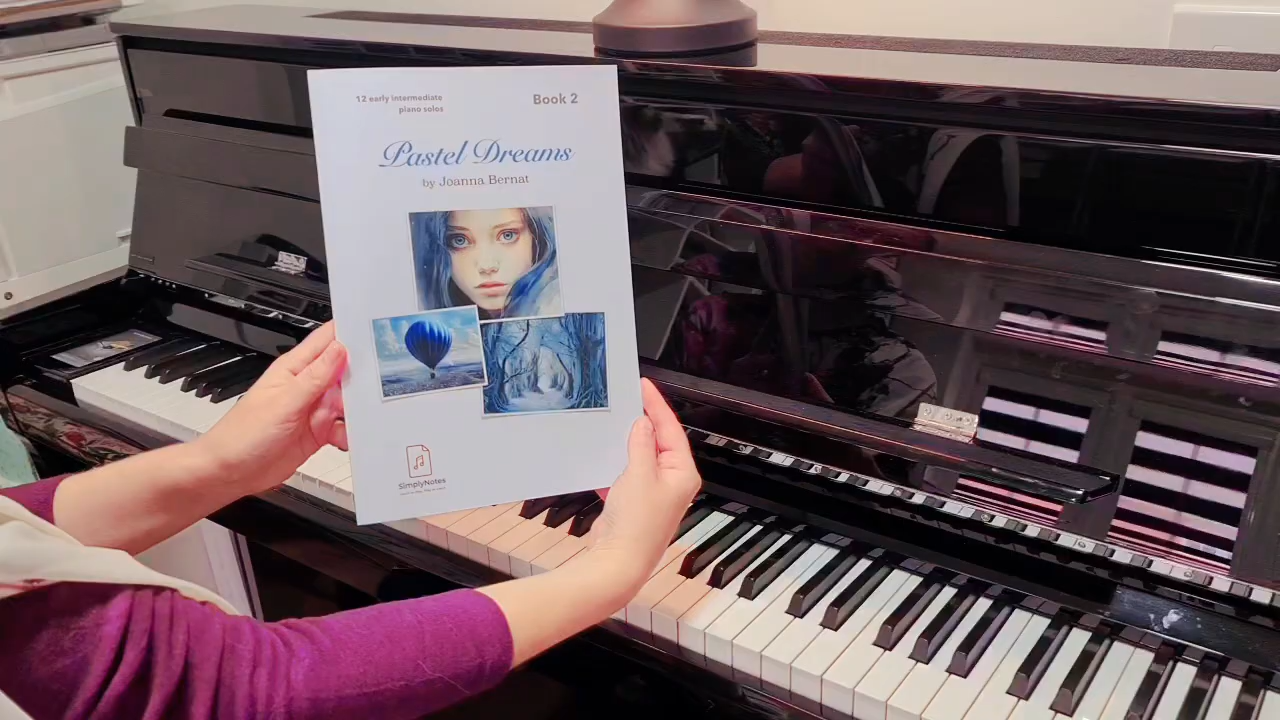 12 early intermediate
piano solos
Book 2
Pastel Dreams
by Joanna Bernat
SimplyNotes